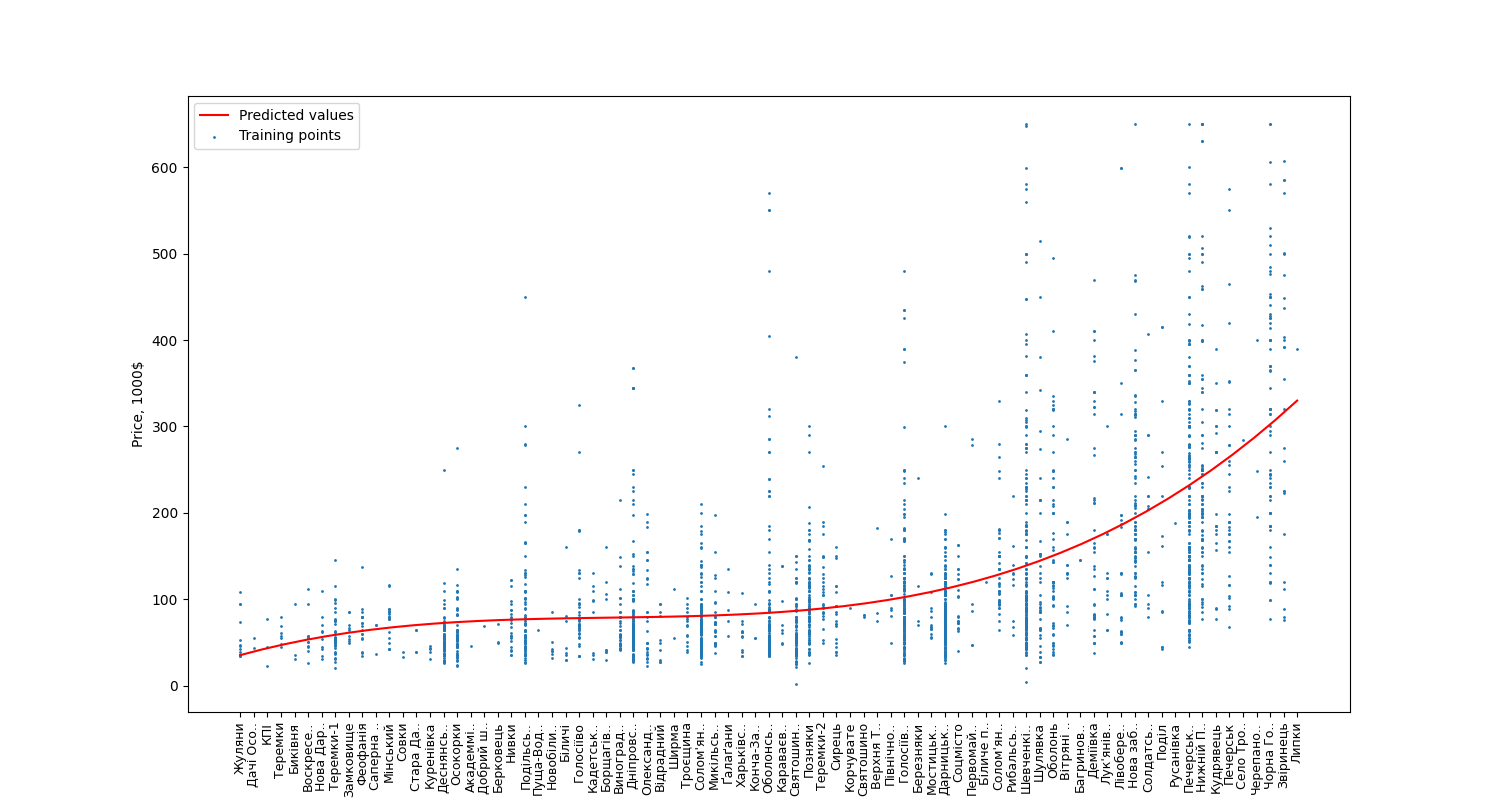 Predicted values
Training points
600
500
400
300
200
100
0
Price, 1000$
Жуляни
Дачі Осо..
КПІ
Теремки
Биківня
Воскресе..
Нова Дар..
Теремки-1
Замковище
Феофанія
Саперна ..
Мінський
Совки
Стара Да..
Куренівка
Деснянсь..
Осокорки
Академмі..
Добрий ш..
Берковець
Нивки
Подільсь..
Пуща-Вод..
Новобіли..
Біличі
Голосіїво
Кадетськ..
Борщагів..
Виноград..
Дніпровс..
Олександ..
Відрадний
Ширма
Троєщина
Солом'ян..
Микільсь..
Галагани
Харьківс..
Конча-За..
Оболонсь..
Караваєв..
Святошин..
Позняки
Теремки-2
Сирець
Корчувате
Святошино
Верхня Т..
Північно..
Голосіїв..
Березняки
Мостицьк..
Дарницьк..
Соцмісто
Первомай..
Біличе п..
Солом'ян..
Рибальсь..
Шевченкі..
Шулявка
Оболонь
Вітряні ..
Багринов..
Деміївка
Лук'янів..
Лівобере..
Нова заб..
Солдатсь..
Поділ
Русанівка
Печерськ..
Нижній П..
Кудрявець
Печерськ
Село Тро..
Черепано..
Чорна Го..
Звіринець
Липки